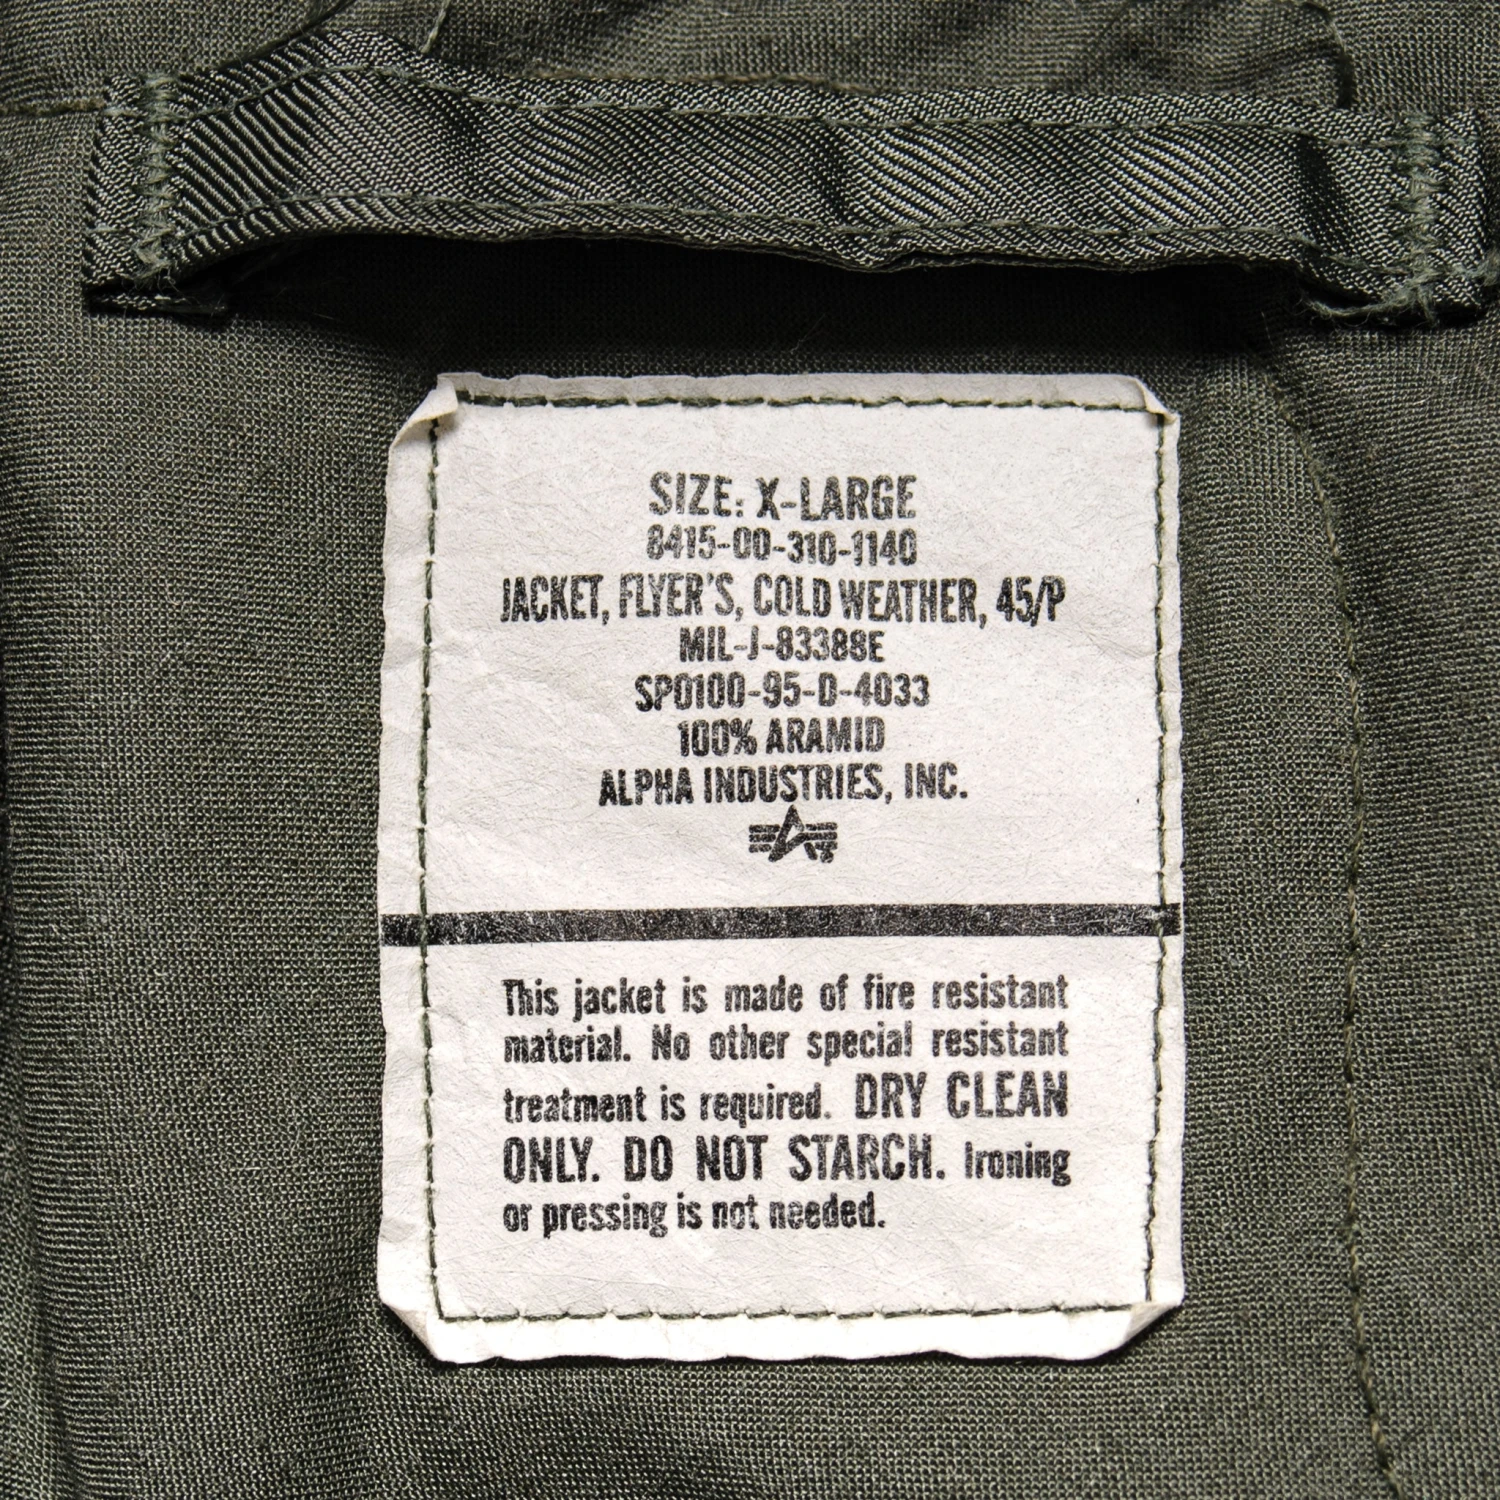 SIZE: X-LARGE
8415-00-310-1140
JACKET, FLYER'S, COLD WEATHER, 45/P
MIL-J-83388E
SP0100-95-D-4033
100% ARAMID
ALPHA INDUSTRIES, INC.
This jacket is made of fire resistant
material. No other special resistant
treatment is required. DRY CLEAN
ONLY. DO NOT STARCH. Ironing
or pressing is not needed.